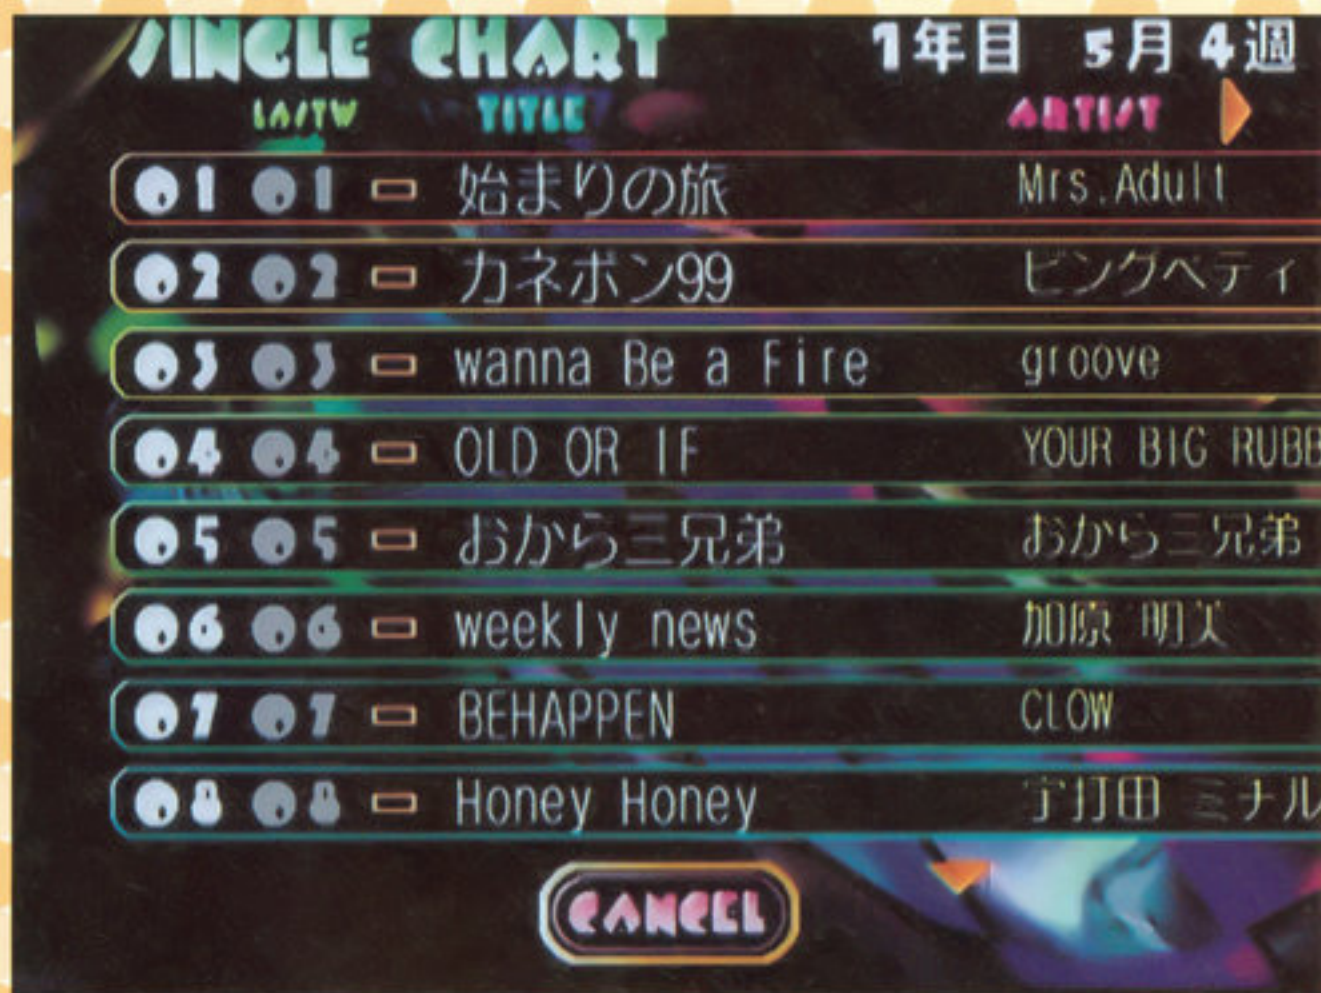 SINGLE CHART 1年目 5月4週
LASTW TITLE ARTIST
01 01 始まりの旅 Mrs.Adult
02 02 カネボン99 ビングベティ
03 03 wanna Be a Fire groove
04 04 OLD OR IF YOUR BIG RUBB
05 05 おから三兄弟 おから三兄弟
06 06 weekly news 加原 明次
07 07 BEHAPPEN CLOW
08 08 Honey Honey 宇打田 ミナル
CANCEL